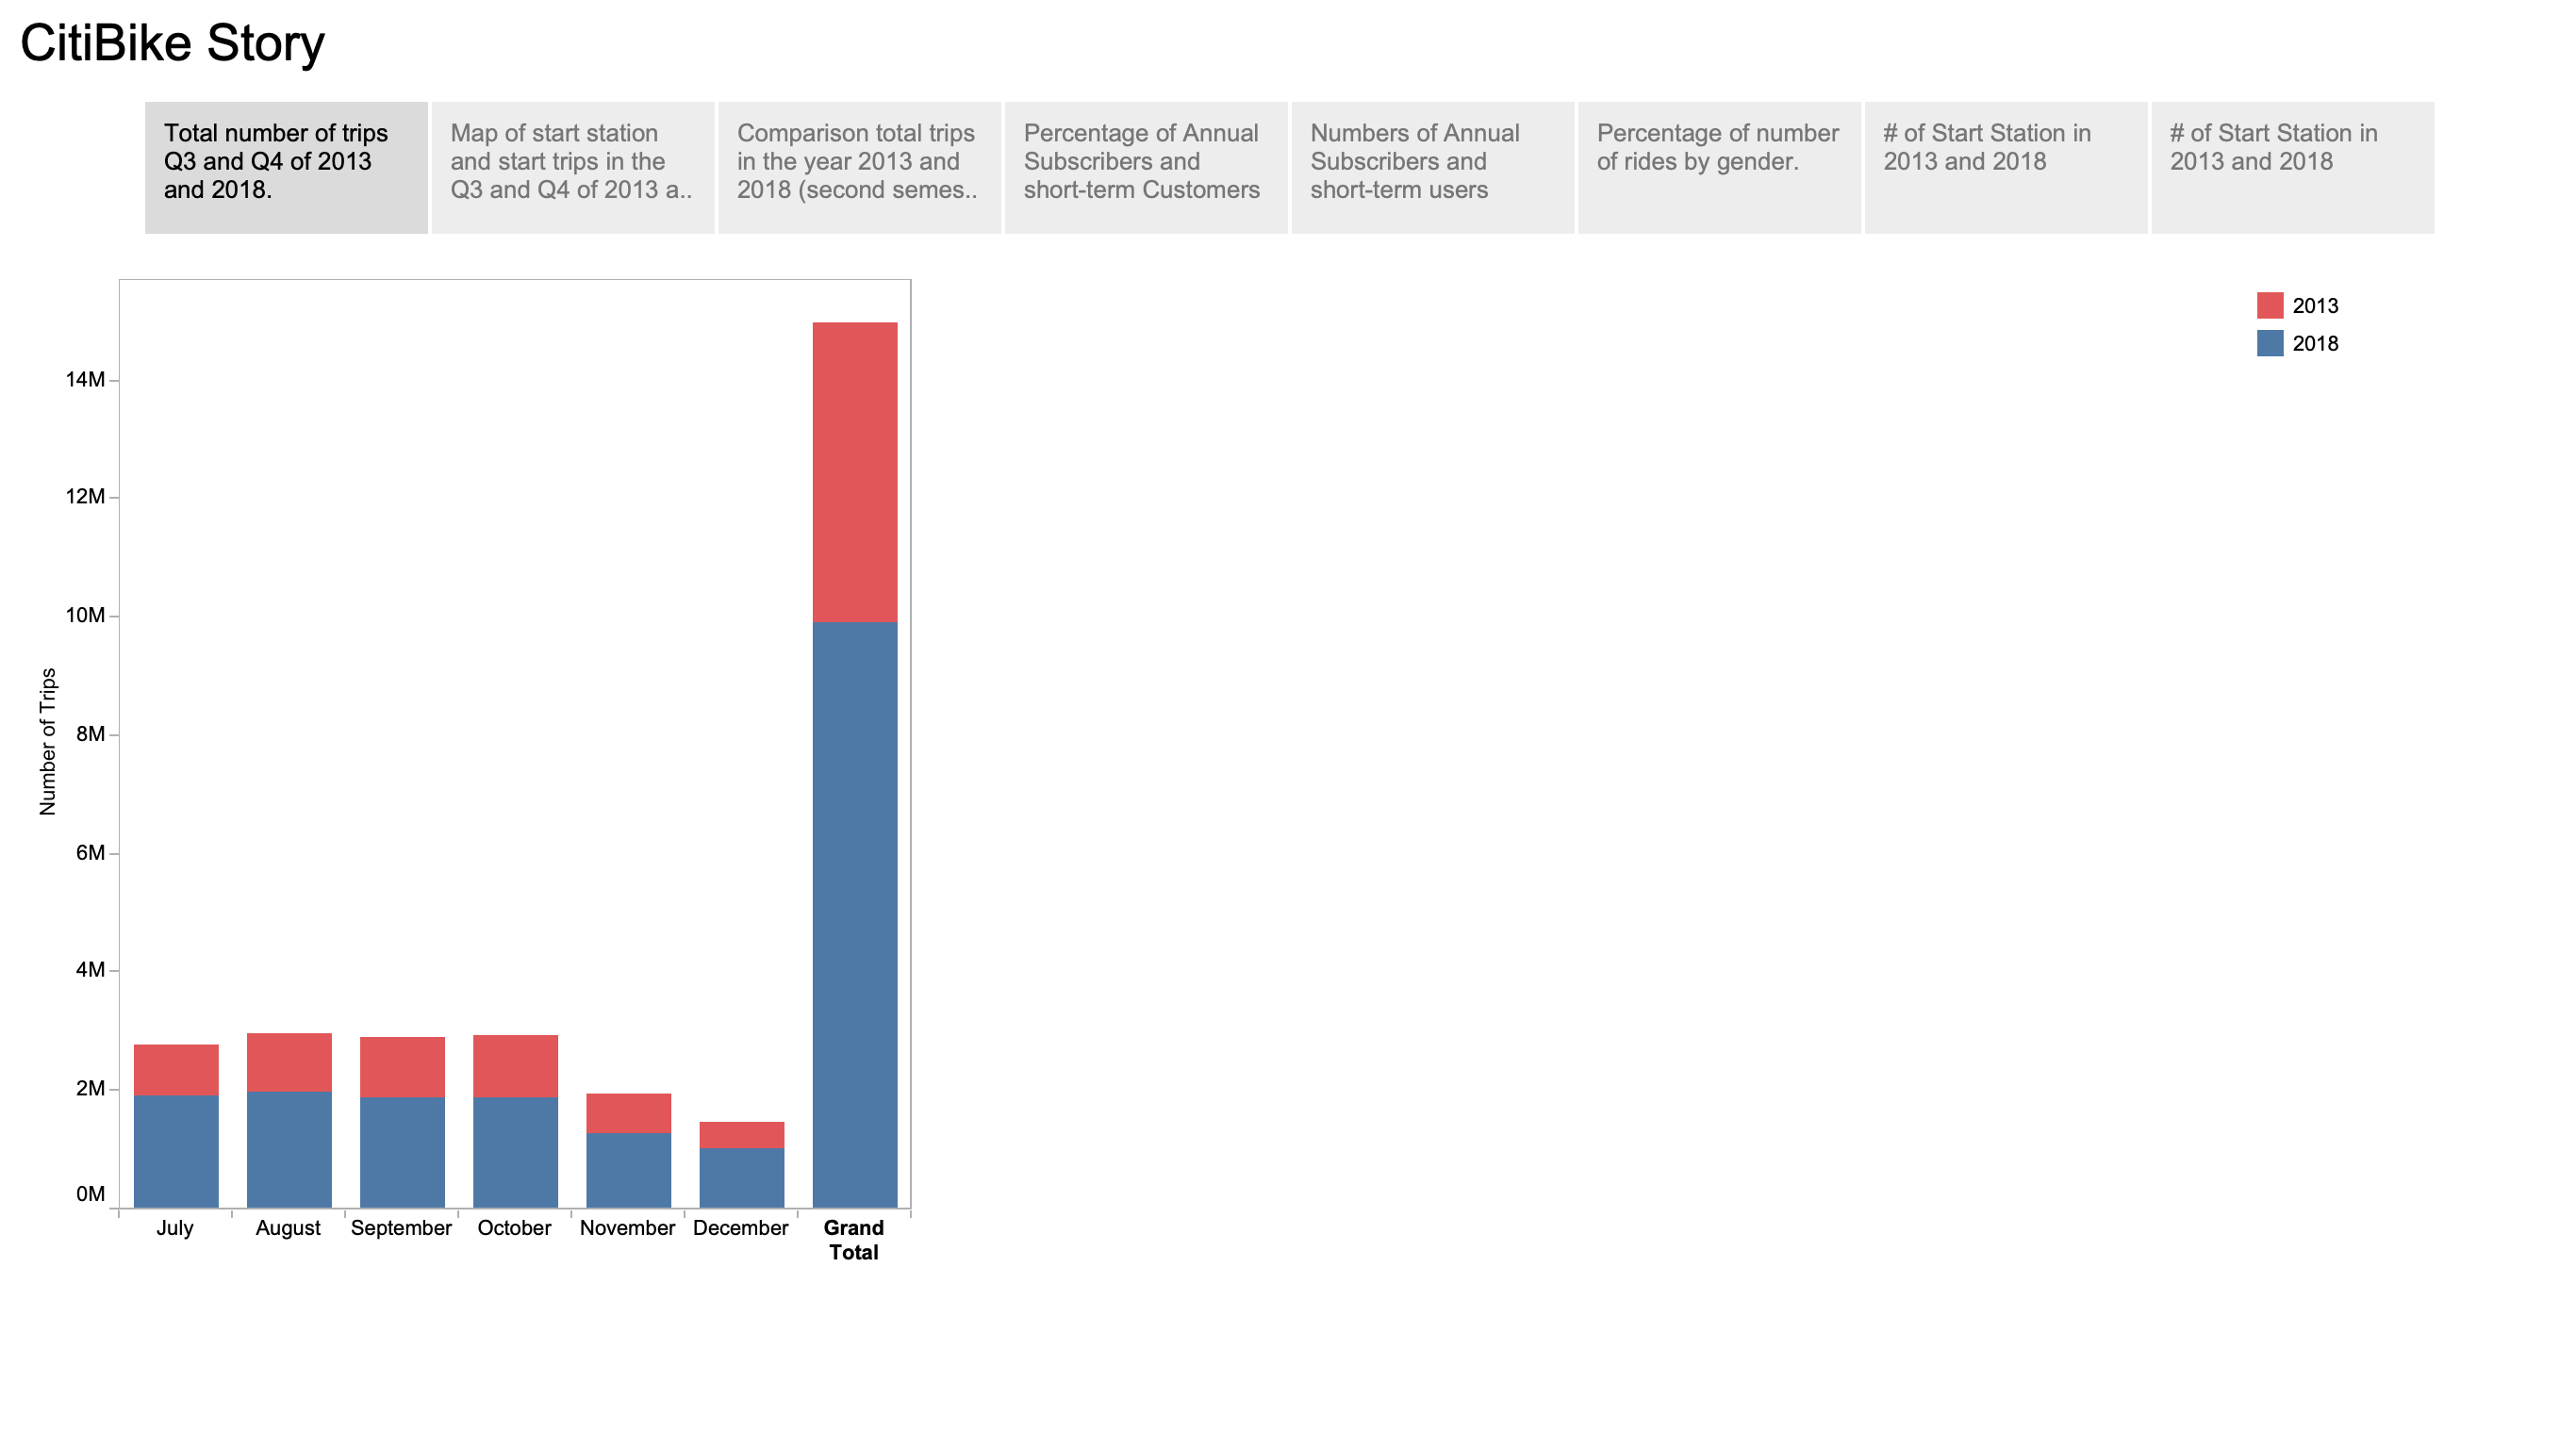 CitiBike Story
Total number of trips
Q3 and Q4 of 2013
and 2018.
Map of start station
and start trips in the
Q3 and Q4 of 2013 a..
Comparison total trips
in the year 2013 and
2018 (second semes..
Percentage of Annual
Subscribers and
short-term Customers
Numbers of Annual
Subscribers and
short-term users
Percentage of number
of rides by gender.
# of Start Station in
2013 and 2018
# of Start Station in
2013 and 2018
2013
2018
14M
12M
10M
8M
6M
4M
2M
0M
Number of Trips
July
August
September
October
November
December
Grand
Total